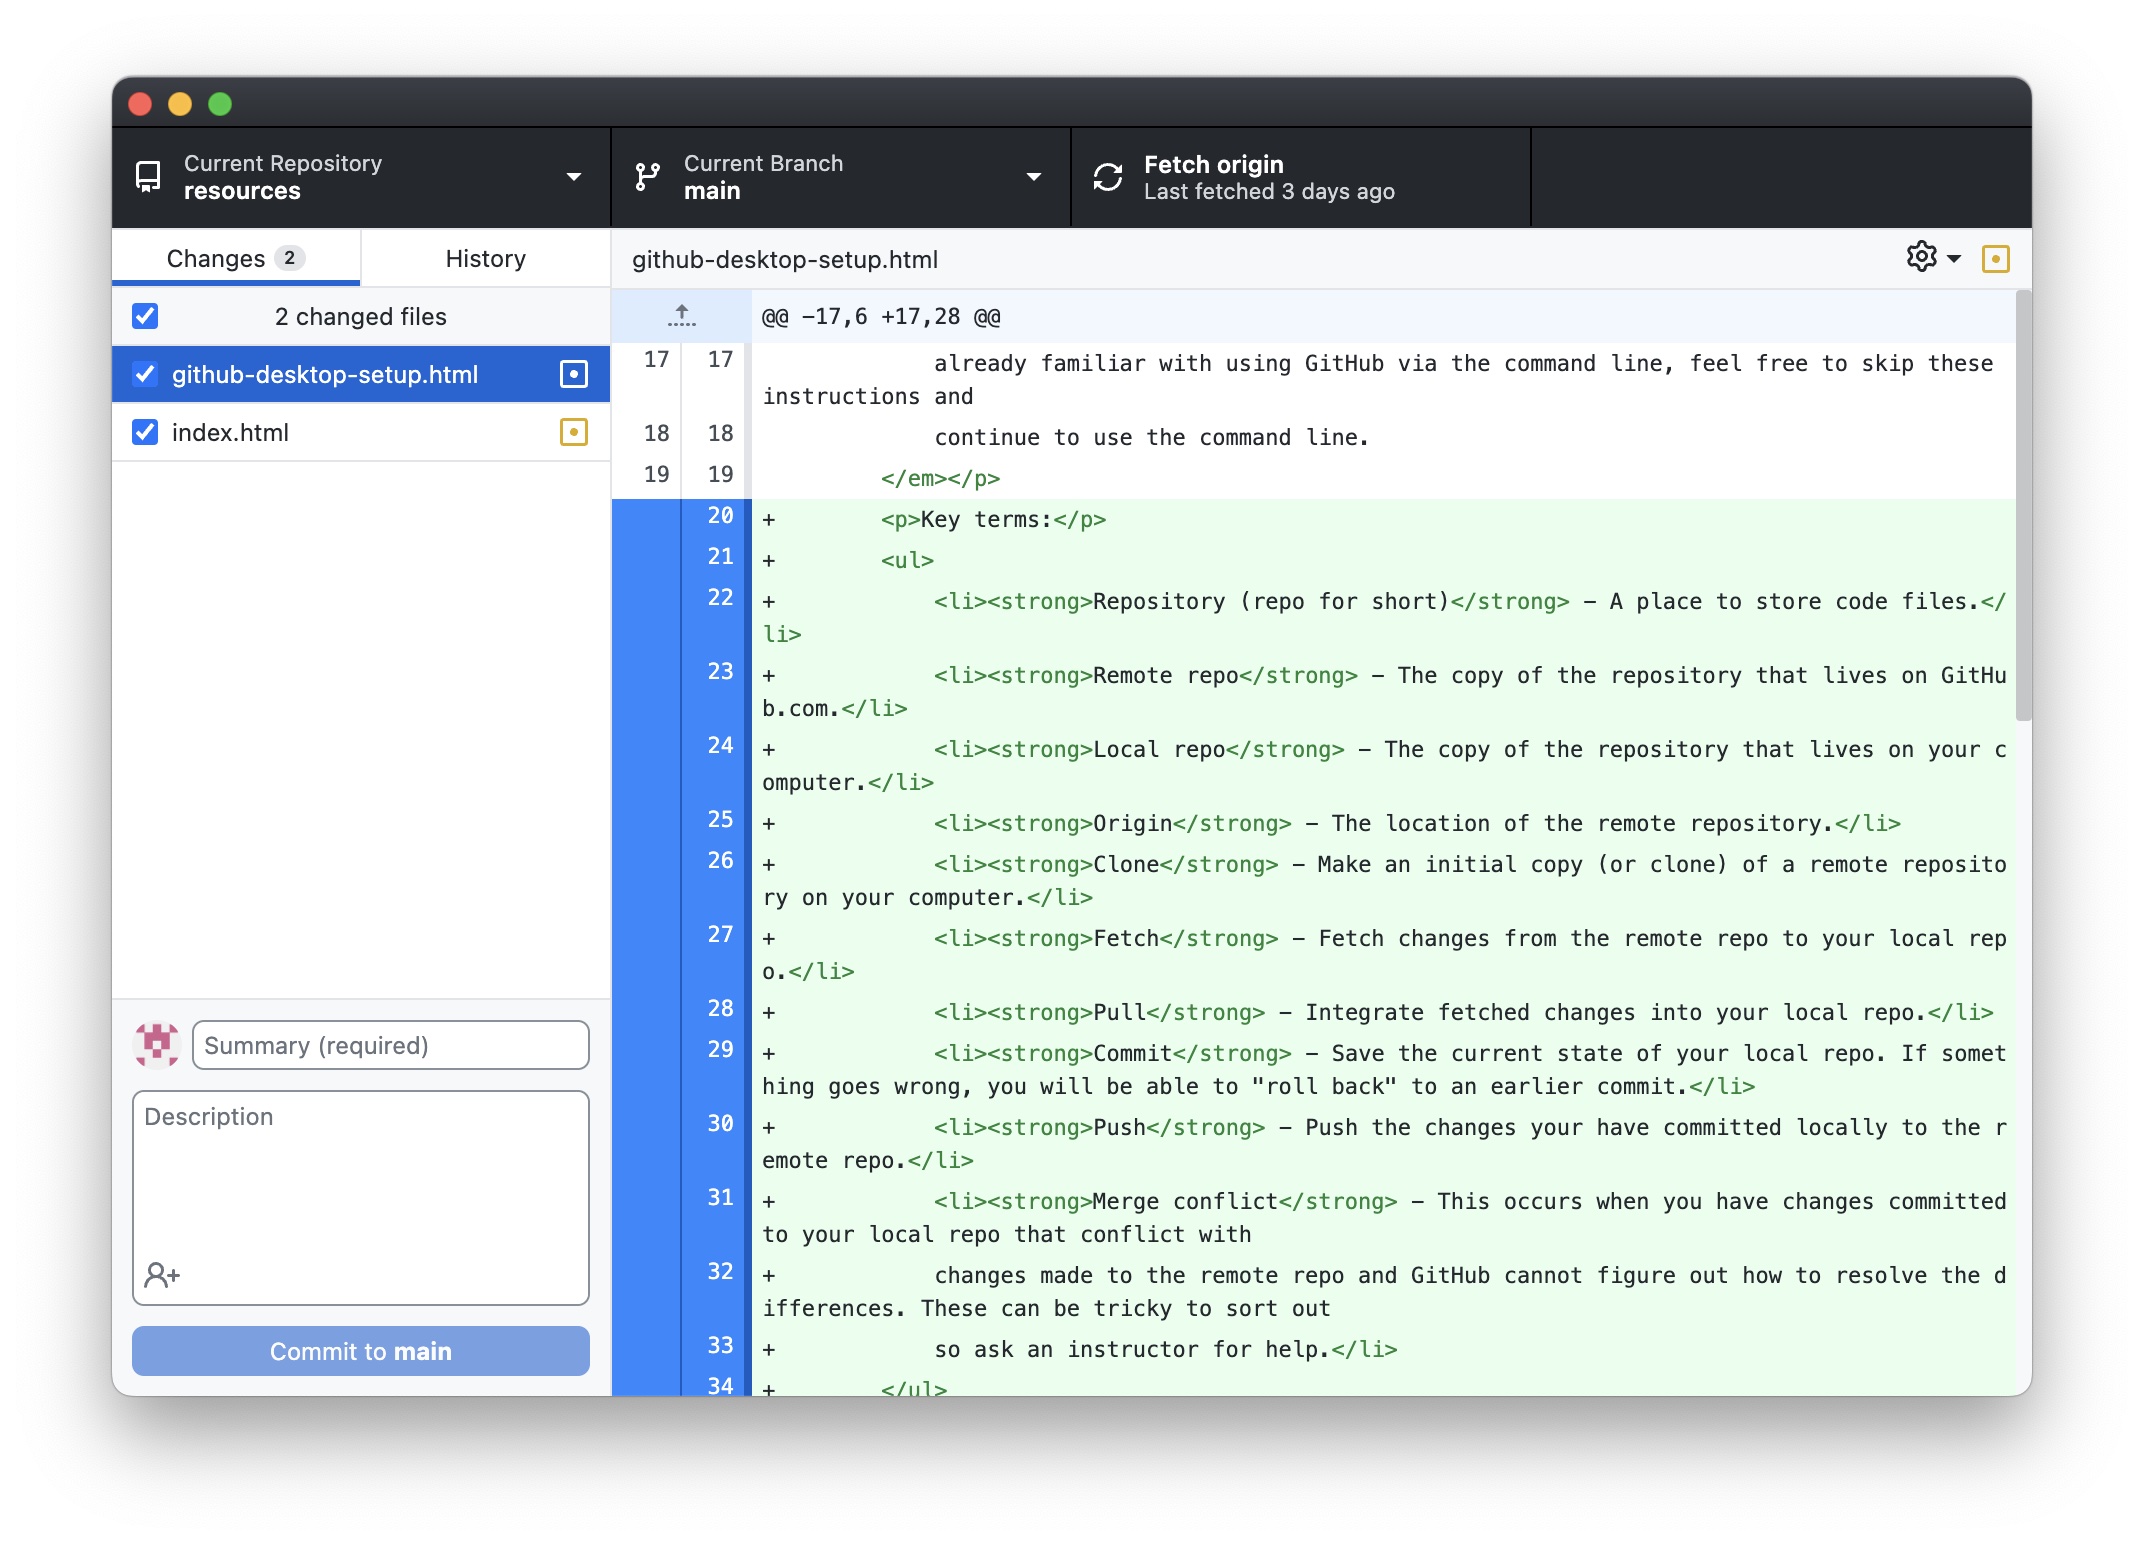 Current Repository
resources
Current Branch
main
Fetch origin
Last fetched 3 days ago
Changes 2
History
2 changed files
github-desktop-setup.html
index.html
Summary (required)
Description
Commit to main
github-desktop-setup.html
@@ -17,6 +17,28 @@
17 17 already familiar with using GitHub via the command line, feel free to skip these
instructions and
18 18 continue to use the command line.
19 19 </em></p>
20 + <p>Key terms:</p>
21 + <ul>
22 + <li><strong>Repository (repo for short)</strong> – A place to store code files.</
li>
23 + <li><strong>Remote repo</strong> – The copy of the repository that lives on GitHu
b.com.</li>
24 + <li><strong>Local repo</strong> – The copy of the repository that lives on your c
omputer.</li>
25 + <li><strong>Origin</strong> – The location of the remote repository.</li>
26 + <li><strong>Clone</strong> – Make an initial copy (or clone) of a remote reposito
ry on your computer.</li>
27 + <li><strong>Fetch</strong> – Fetch changes from the remote repo to your local rep
o.</li>
28 + <li><strong>Pull</strong> – Integrate fetched changes into your local repo.</li>
29 + <li><strong>Commit</strong> – Save the current state of your local repo. If somet
hing goes wrong, you will be able to "roll back" to an earlier commit.</li>
30 + <li><strong>Push</strong> – Push the changes your have committed locally to the r
emote repo.</li>
31 + <li><strong>Merge conflict</strong> – This occurs when you have changes committed
to your local repo that conflict with
32 + changes made to the remote repo and GitHub cannot figure out how to resolve the d
ifferences. These can be tricky to sort out
33 + so ask an instructor for help.</li>
34 + </ul>